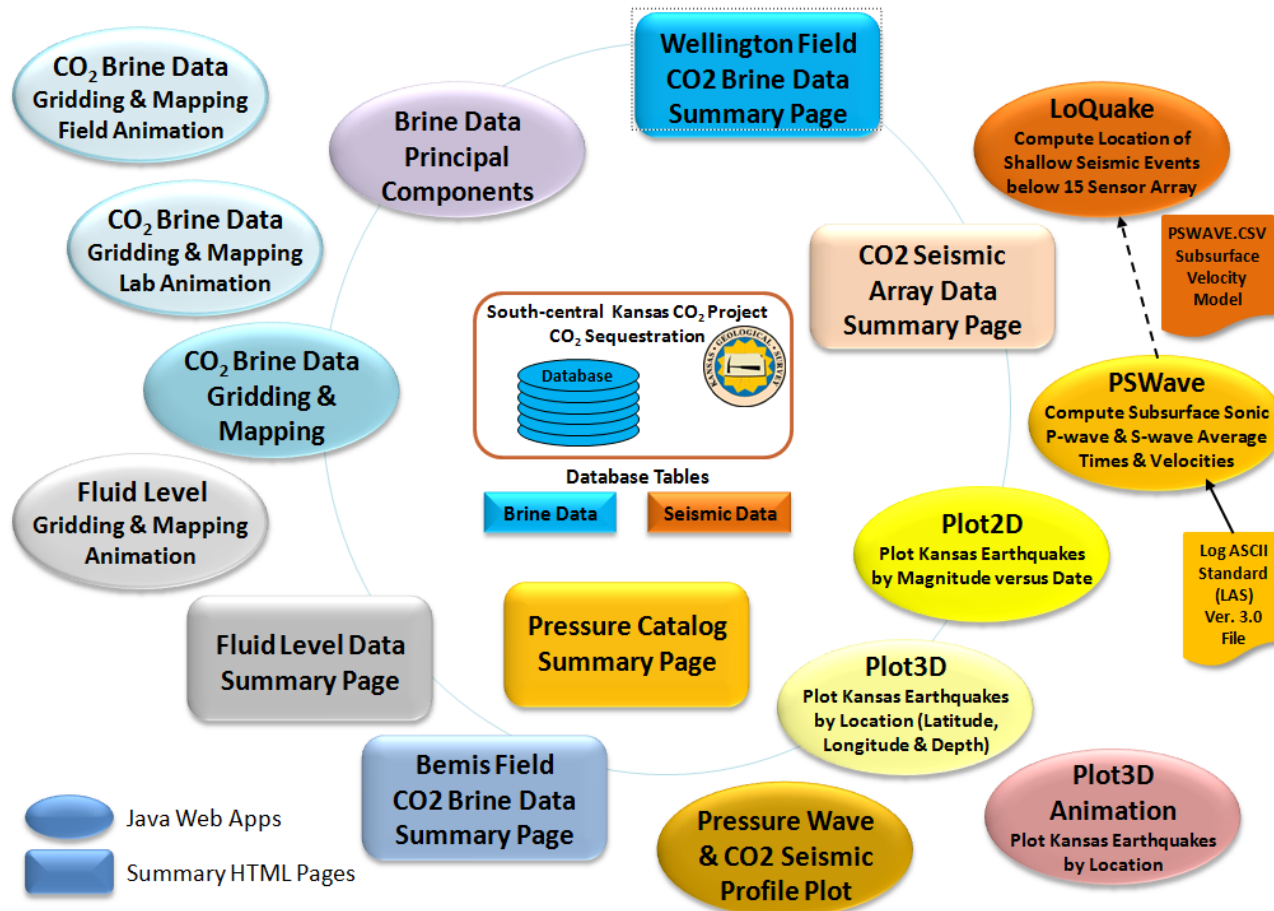 CO2 Brine Data
Gridding & Mapping
Field Animation
Brine Data
Principal
Components
Wellington Field
CO2 Brine Data
Summary Page
LoQuake
Compute Location of
Shallow Seismic Events
below 15 Sensor Array
CO2 Brine Data
Gridding & Mapping
Lab Animation
PSWAVE.CSV
Subsurface
Velocity
Model
CO2 Seismic
Array Data
Summary Page
South-central Kansas CO2 Project
CO2 Sequestration
KANSAS • GEOLOGICAL • SURVEY
Database
CO2 Brine Data
Gridding &
Mapping
PSWave
Compute Subsurface Sonic
P-wave & S-wave Average
Times & Velocities
Database Tables
Brine Data
Seismic Data
Fluid Level
Gridding & Mapping
Animation
Plot2D
Plot Kansas Earthquakes
by Magnitude versus Date
Log ASCII
Standard
(LAS)
Ver. 3.0
File
Fluid Level Data
Summary Page
Pressure Catalog
Summary Page
Plot3D
Plot Kansas Earthquakes
by Location (Latitude,
Longitude & Depth)
Bemis Field
CO2 Brine Data
Summary Page
Pressure Wave
& CO2 Seismic
Profile Plot
Plot3D
Animation
Plot Kansas Earthquakes
by Location
Java Web Apps
Summary HTML Pages